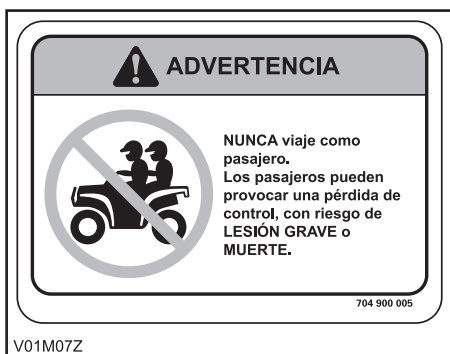 ADVERTENCIA
NUNCA viaje como
pasajero.
Los pasajeros pueden
provocar una pérdida de
control, con riesgo de
LESIÓN GRAVE o
MUERTE.
704 900 005
V01M07Z